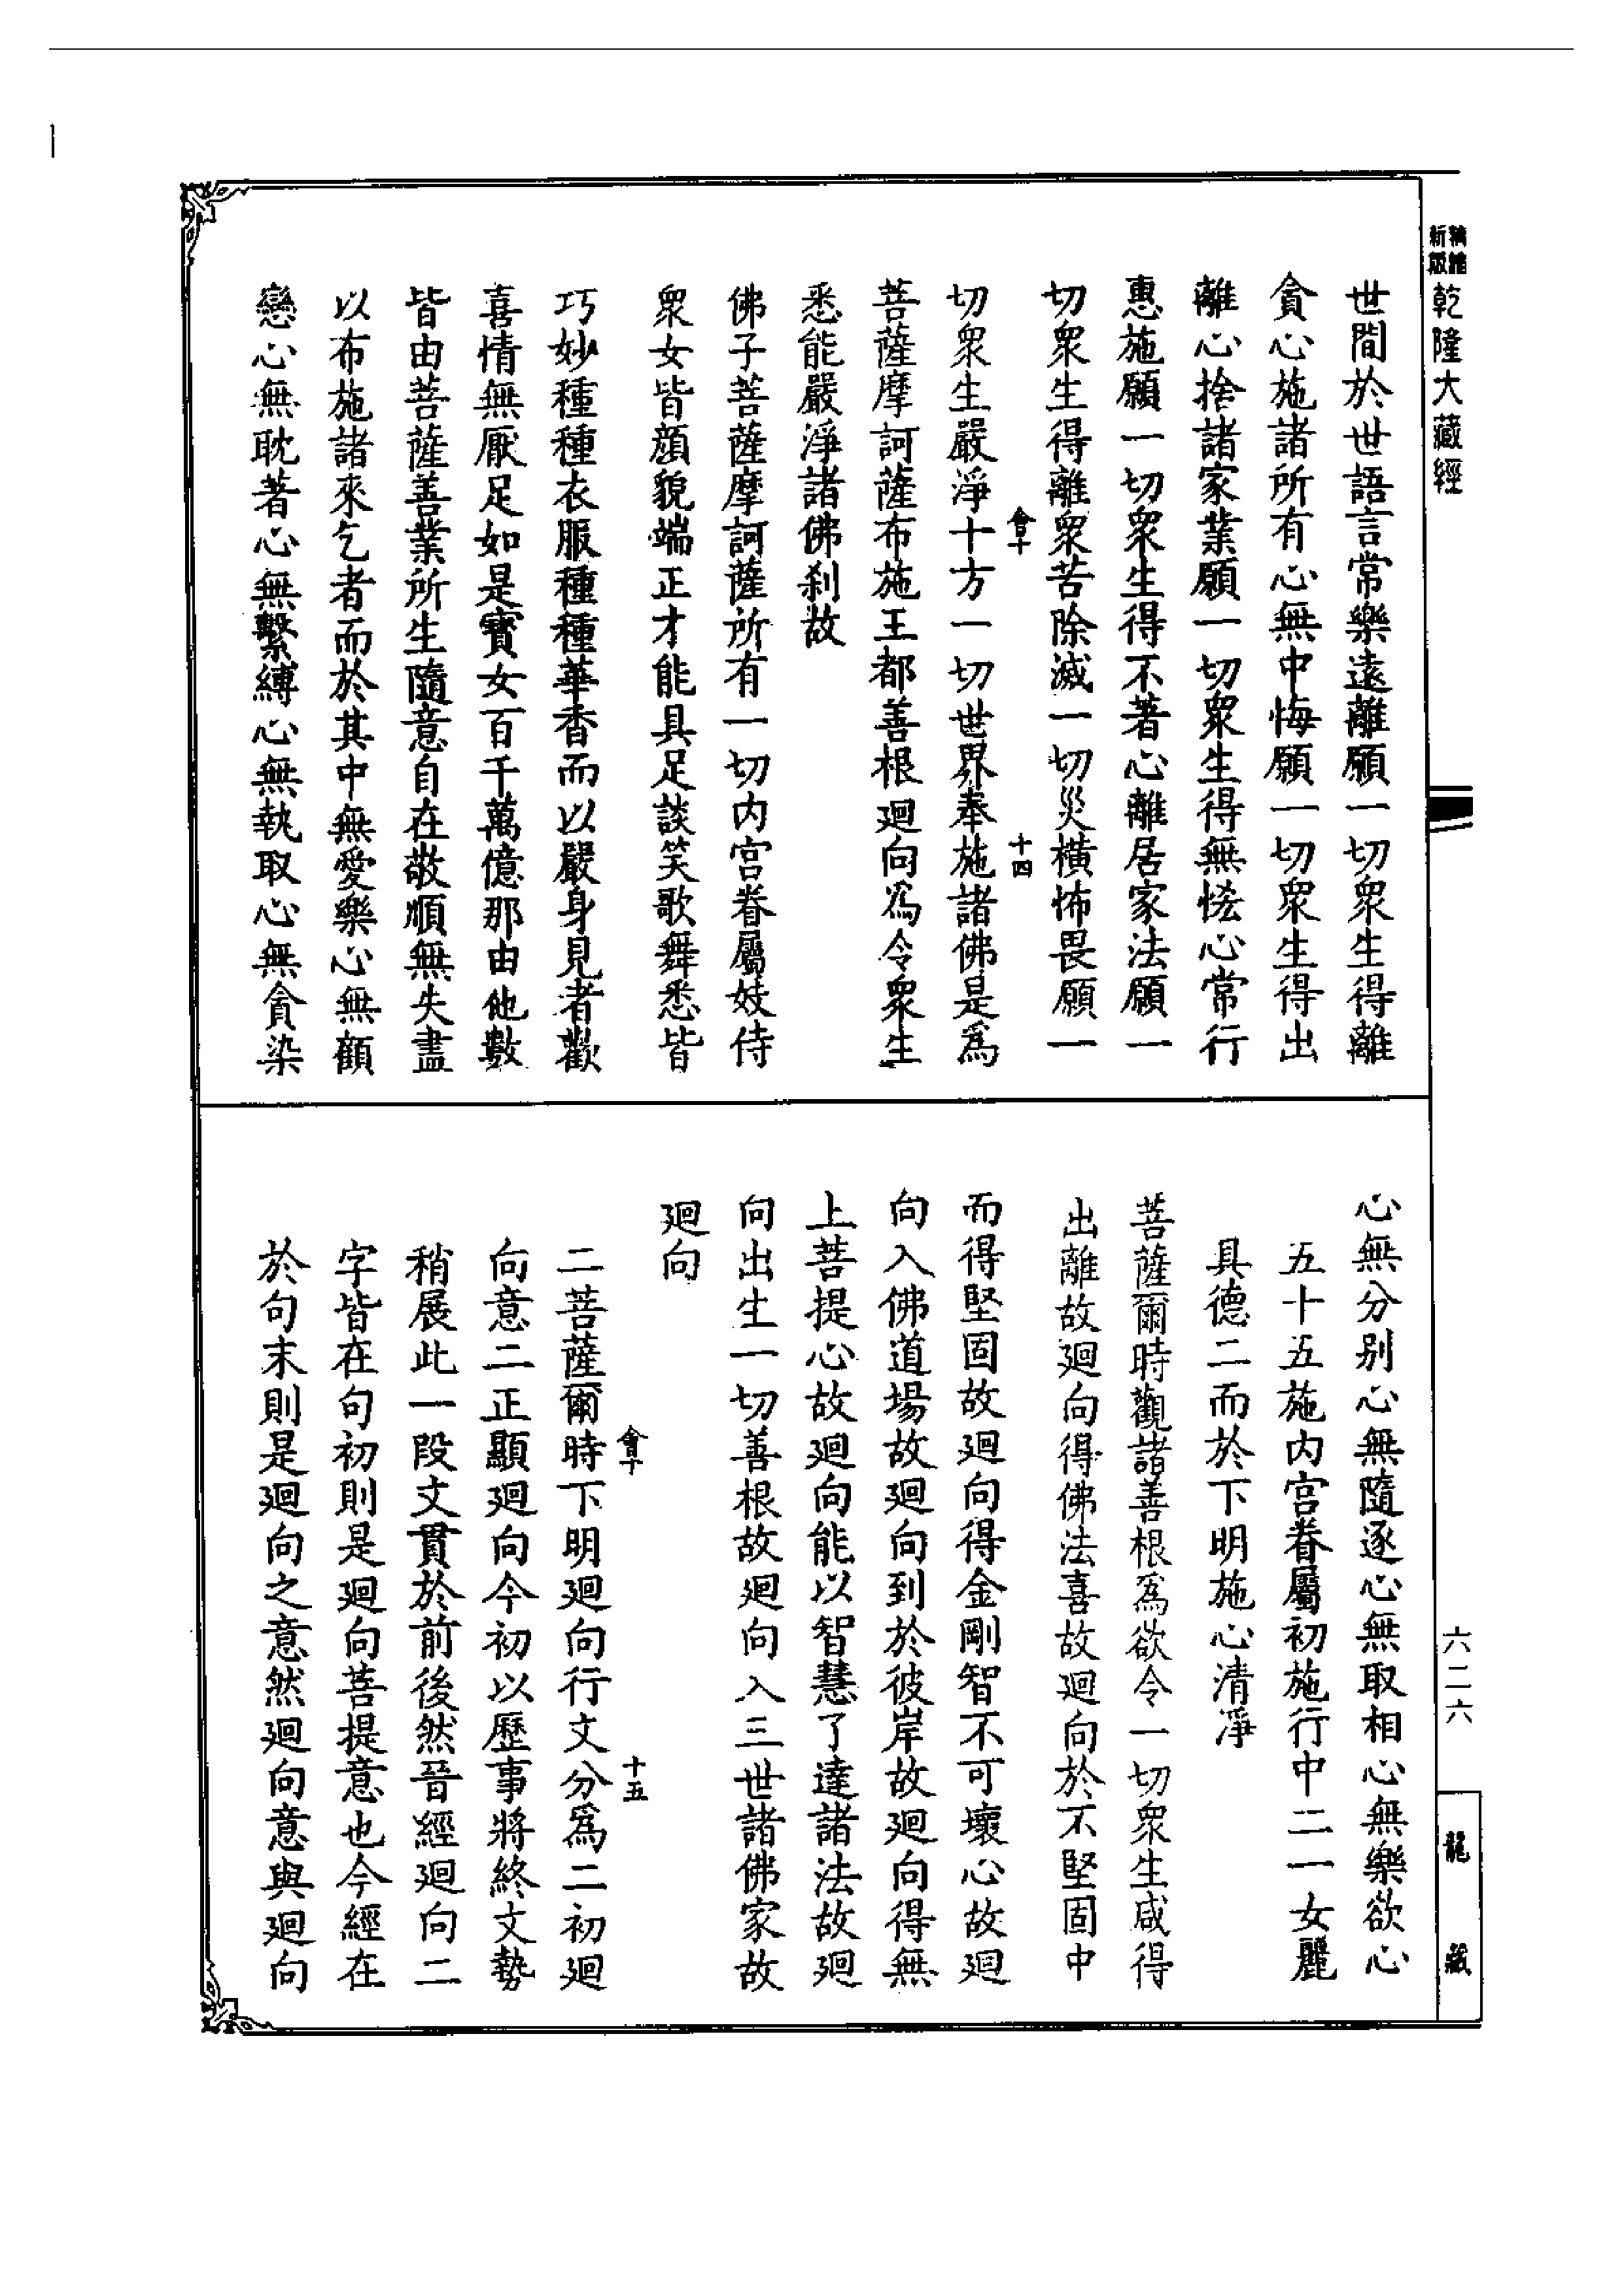 新版 精縮
乾隆大藏經
世間於世語言常樂遠離願一切衆生得離
貪心施諸所有心無中悔願一切衆生得出
離心捨諸家業願一切衆生得無悋心常行
惠施願一切衆生得不著心離居家法願一
切衆生得離衆苦除滅一切災橫怖畏願一
會十 十四
切衆生嚴淨十方一切世界奉施諸佛是爲
菩薩摩訶薩布施王都善根迴向爲令衆生
悉能嚴淨諸佛刹故
佛子菩薩摩訶薩所有一切内宮眷屬妓侍
衆女皆顏貌端正才能具足談笑歌舞悉皆
巧妙種種衣服種種華香而以嚴身見者歡
喜情無厭足如是寳女百千萬億那由他數
皆由菩薩善業所生隨意自在敬順無失盡
以布施諸來乞者而於其中無愛樂心無顧
戀心無耽著心無繫縛心無執取心無貪染
心無分别心無隨逐心無取相心無樂欲心
五十五施内宮眷屬初施行中二一女麗
具德二而於下明施心清淨
菩薩爾時觀諸善根爲欲令一切衆生咸得
出離故迴向得佛法喜故迴向於不堅固中
而得堅固故迴向得金剛智不可壞心故迴
向入佛道場故迴向到於彼岸故迴向得無
上菩提心故迴向能以智慧了達諸法故迴
向出生一切善根故迴向入三世諸佛家故
迴向
會十 十五
二菩薩爾時下明迴向行文分爲二初迴
向意二正顯迴向今初以歷事將終文勢
稍展此一段文貫於前後然晉經迴向二
字皆在句初則是迴向菩提意也今經在
於句末則是迴向之意然迴向意與迴向
六二六
龍藏